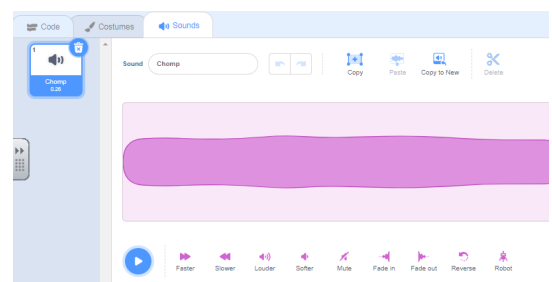 Code Costumes Sounds
1
Chomp
0.26
Sound Chomp
Copy Paste Copy to New Delete
Faster Slower Louder Softer Mute Fade in Fade out Reverse Robot